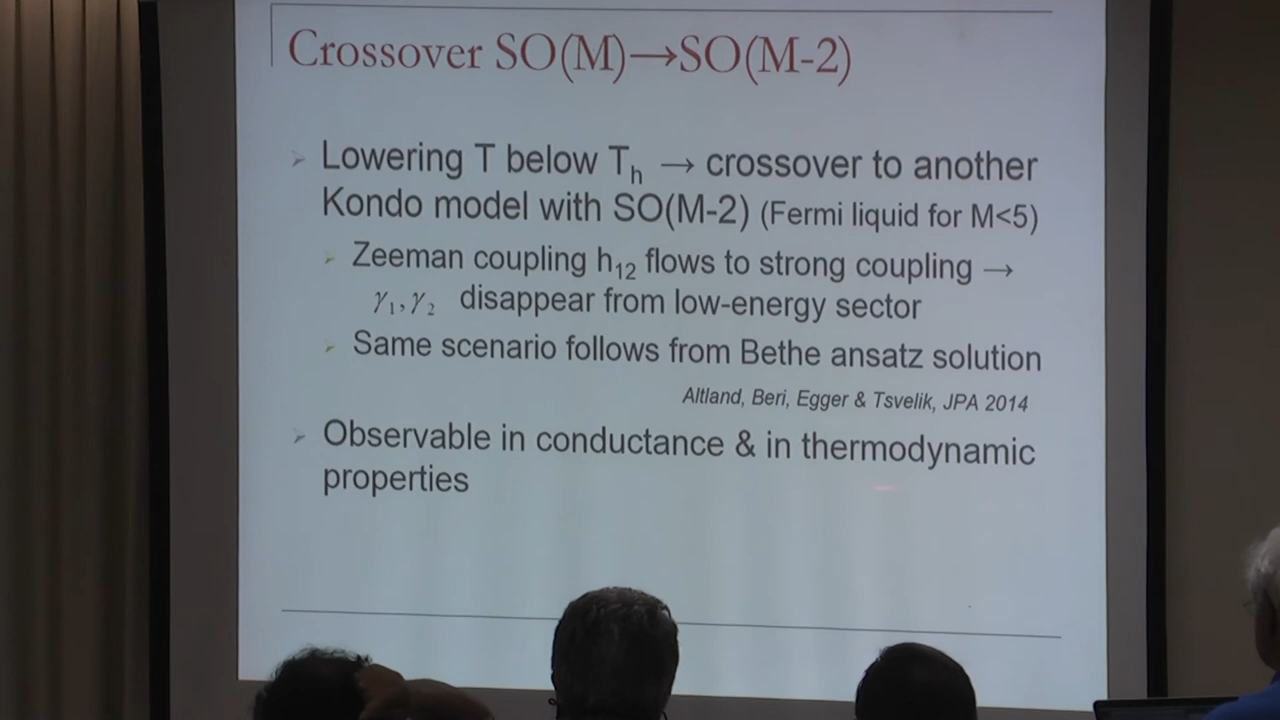 Crossover SO(M)→SO(M-2)
Lowering T below Tₕ → crossover to another
Kondo model with SO(M-2) (Fermi liquid for M<5)
Zeeman coupling h₁₂ flows to strong coupling →
γ₁,γ₂ disappear from low-energy sector
Same scenario follows from Bethe ansatz solution
Altland, Beri, Egger & Tsvelik, JPA 2014
Observable in conductance & in thermodynamic
properties